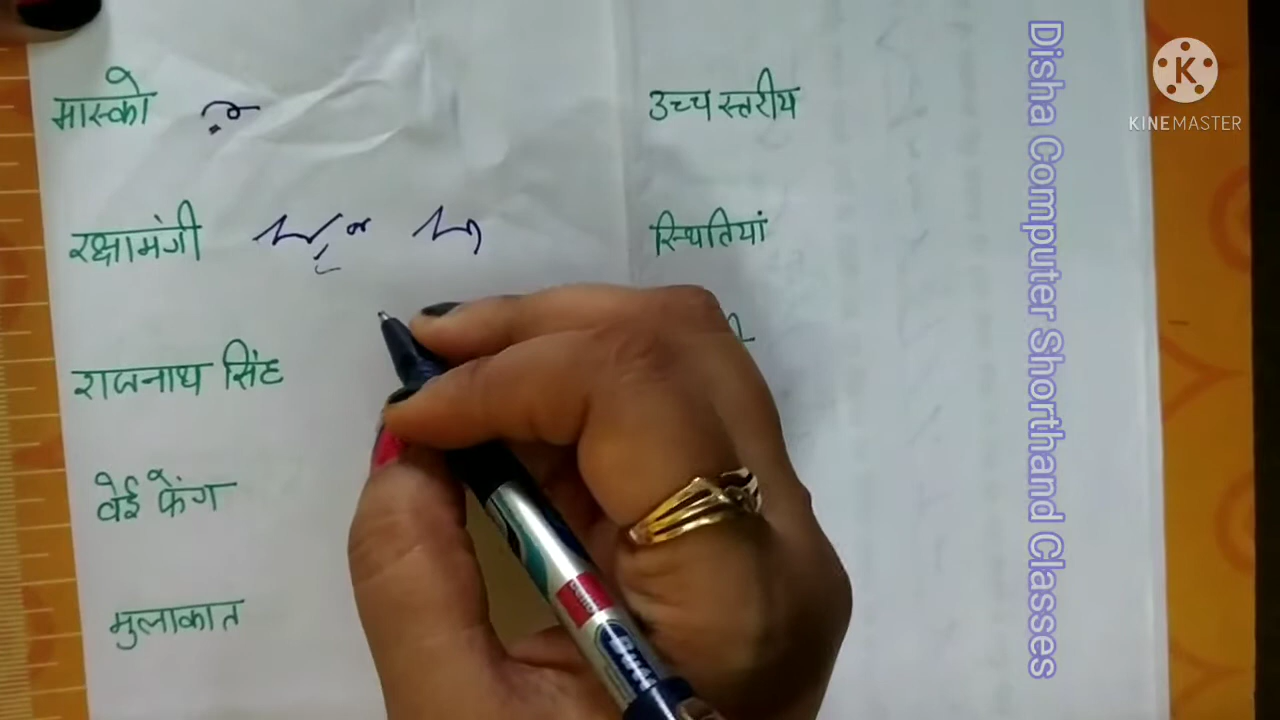 मास्को
रक्षामंत्री
राजनाथ सिंह
वेई फेंग
मुलाकात
उच्च स्तरीय
स्थितियां
Disha Computer Shorthand Classes
KINEMASTER